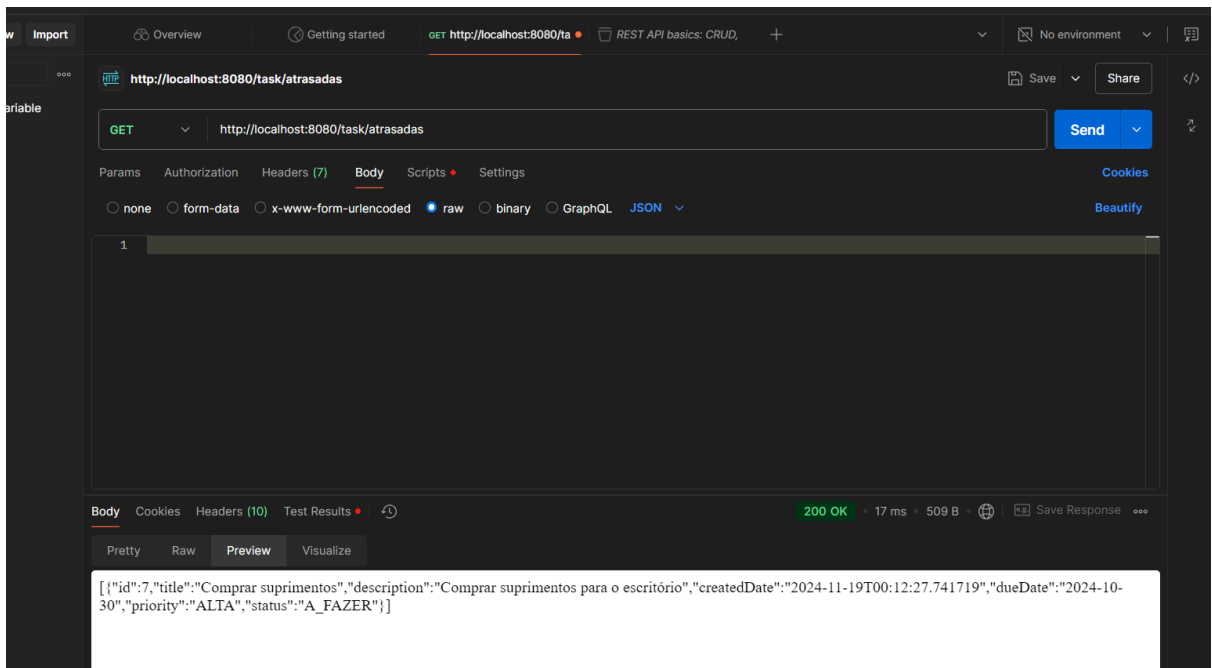 w Import Overview Getting started GET http://localhost:8080/ta REST API basics: CRUD, No environment
http://localhost:8080/task/atrasadas Save Share
ariable
GET http://localhost:8080/task/atrasadas Send
Params Authorization Headers (7) Body Scripts Settings Cookies
none form-data x-www-form-urlencoded raw binary GraphQL JSON Beautify
1
Body Cookies Headers (10) Test Results 200 OK 17 ms 509 B Save Response
Pretty Raw Preview Visualize
[{"id":7,"title":"Comprar suprimentos","description":"Comprar suprimentos para o escritório","createdDate":"2024-11-19T00:12:27.741719","dueDate":"2024-10-
30","priority":"ALTA","status":"A_FAZER"}]